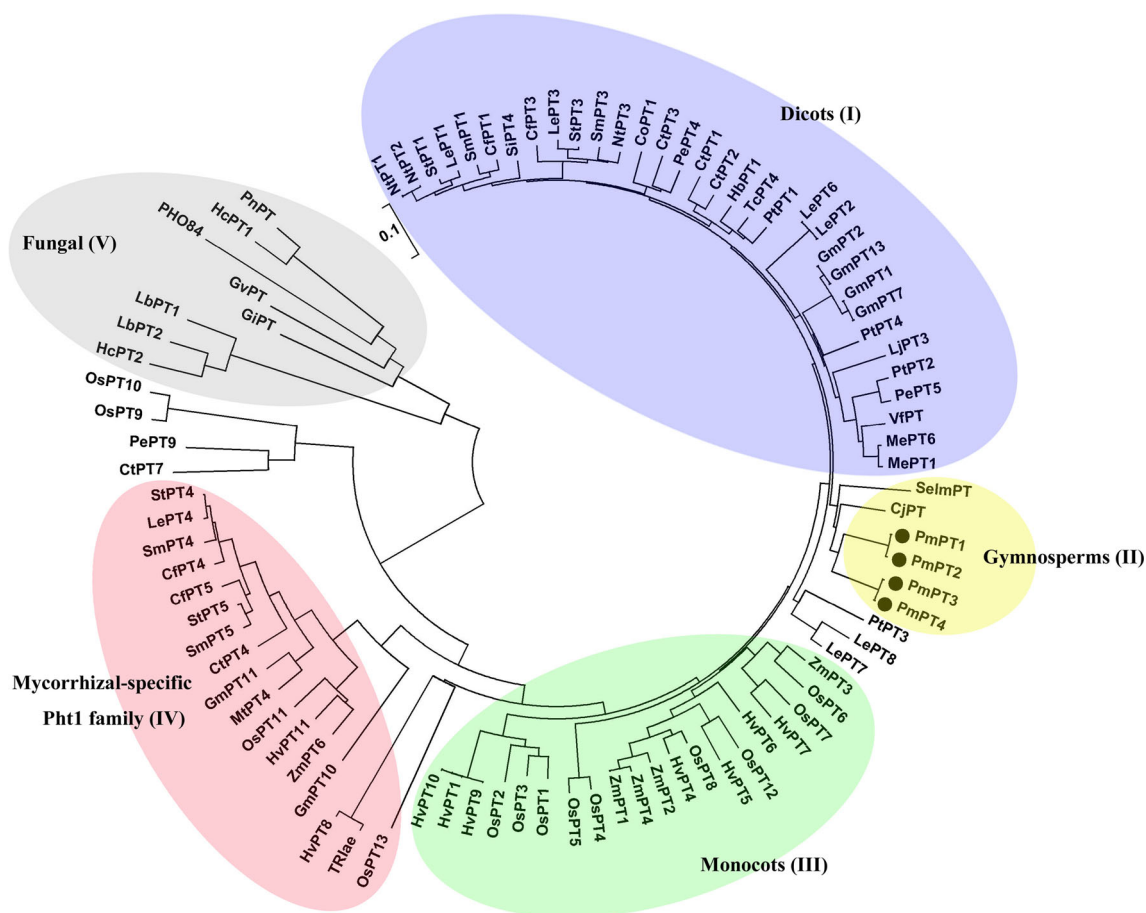 Dicots (I)
NtPT1
NtPT2
StPT1
LePT1
SmPT1
CfPT1
SiPT4
CfPT3
LePT3
StPT3
SmPT3
NtPT3
CoPT1
CtPT3
PePT4
CtPT1
CtPT2
HbPT1
TcPT4
PtPT1
LePT6
LePT2
GmPT2
GmPT13
GmPT1
GmPT7
PtPT4
LjPT3
PtPT2
PePT5
VfPT
MePT6
MePT1
0.1
Fungal (V)
PnPT
HcPT1
PHO84
GvPT
GiPT
LbPT1
LbPT2
HcPT2
OsPT10
OsPT9
PePT9
CtPT7
Gymnosperms (II)
SelmPT
CjPT
PmPT1
PmPT2
PmPT3
PmPT4
PtPT3
LePT8
LePT7
Mycorrhizal-specific
Pht1 family (IV)
StPT4
LePT4
SmPT4
CfPT4
CfPT5
StPT5
SmPT5
CtPT4
GmPT11
MtPT4
OsPT11
HvPT11
ZmPT6
GmPT10
HvPT8
TRIae
OsPT13
HvPT10
HvPT1
HvPT9
OsPT2
OsPT3
OsPT1
OsPT5
OsPT4
ZmPT1
ZmPT4
ZmPT2
HvPT4
OsPT8
HvPT5
OsPT12
HvPT6
HvPT7
OsPT7
OsPT6
ZmPT3
Monocots (III)